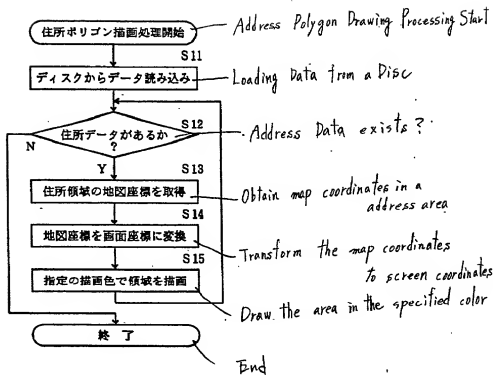 住所ポリゴン描画処理開始
Address Polygon Drawing Processing Start
S11
ディスクからデータ読み込み
Loading Data from a Disc
S12
住所データがあるか
?
Address Data exists?
N
Y
S13
住所領域の地図座標を取得
Obtain map coordinates in a
address area
S14
地図座標を画面座標に変換
Transform the map coordinates
to screen coordinates
S15
指定の描画色で領域を描画
Draw the area in the specified color
終了
End